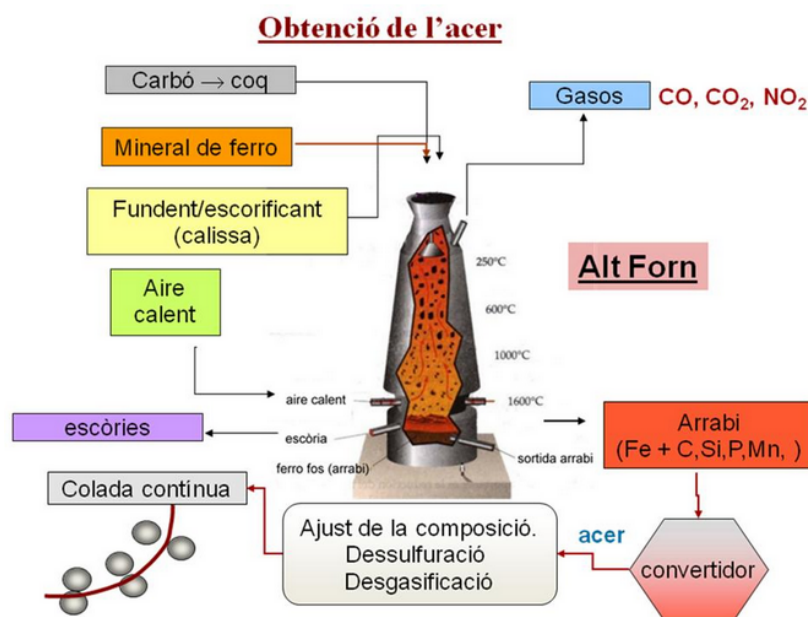 Obtenció de l'acer
Carbó → coq
Gasos
CO, CO₂, NO₂
Mineral de ferro
Fundent/escorificant
(calissa)
Alt Forn
250°C
600°C
1000°C
1600°C
Aire
calent
aire calent
escòries
escòria
ferro fos (arrabi)
sortida arrabi
Arrabi
(Fe + C,Si,P,Mn, )
Colada contínua
Ajust de la composició.
Dessulfuració
Desgasificació
acer
convertidor